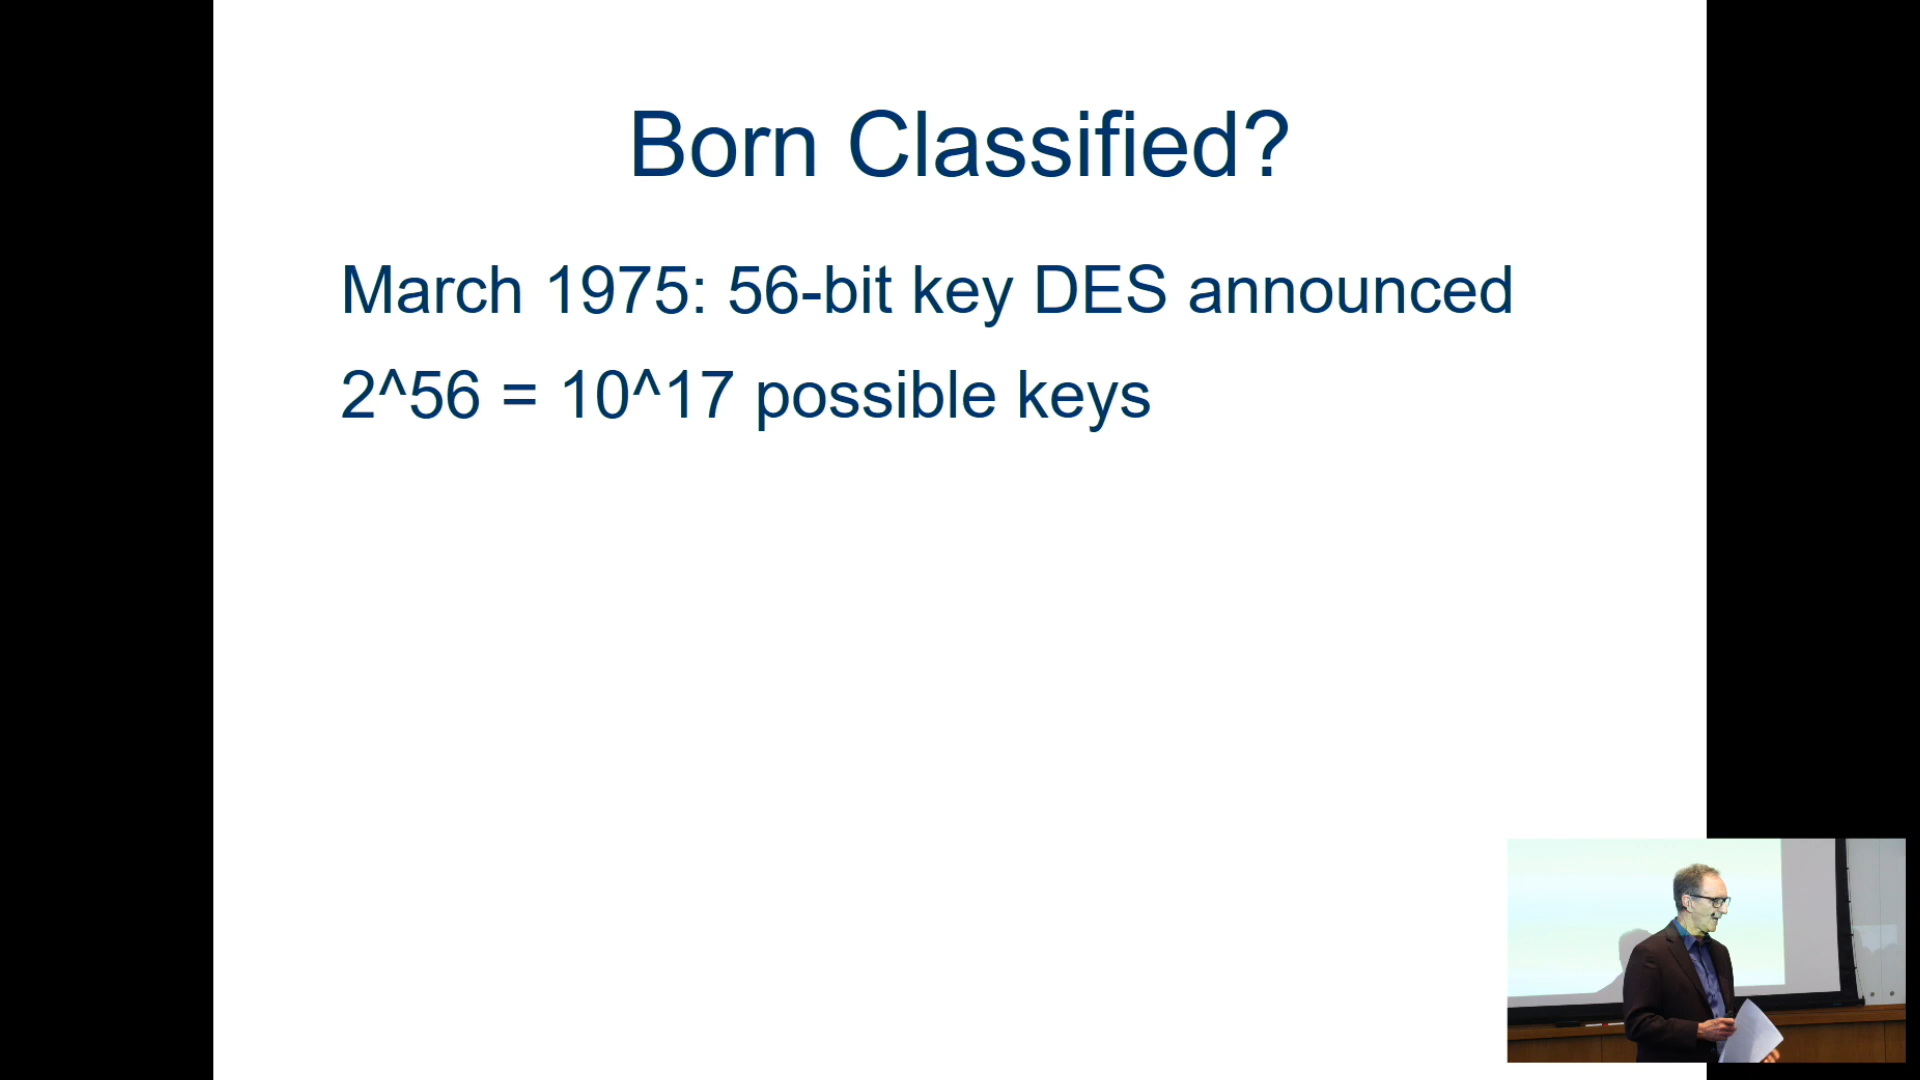 Born Classified?
March 1975: 56-bit key DES announced
2^56 = 10^17 possible keys